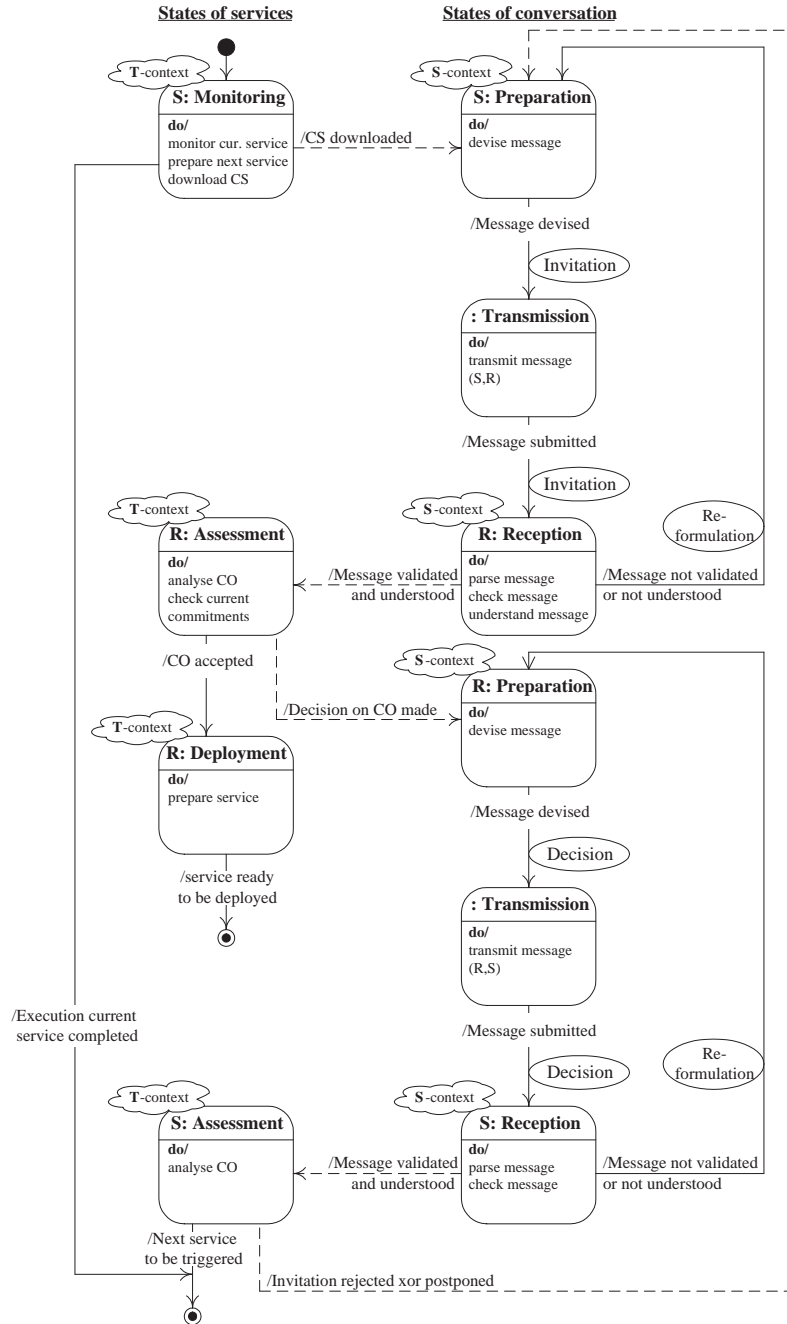 States of services
States of conversation
T-context
S-context
S: Monitoring
do/
monitor cur. service
prepare next service
download CS
/CS downloaded
S: Preparation
do/
devise message
/Message devised
Invitation
: Transmission
do/
transmit message
(S,R)
/Message submitted
Invitation
T-context
S-context
R: Assessment
do/
analyse CO
check current
commitments
/Message validated
and understood
R: Reception
do/
parse message
check message
understand message
/Message not validated
or not understood
Re-
formulation
/CO accepted
/Decision on CO made
S-context
R: Preparation
do/
devise message
T-context
R: Deployment
do/
prepare service
/service ready
to be deployed
/Message devised
Decision
: Transmission
do/
transmit message
(R,S)
/Message submitted
Decision
Re-
formulation
/Execution current
service completed
T-context
S-context
S: Assessment
do/
analyse CO
/Message validated
and understood
S: Reception
do/
parse message
check message
/Message not validated
or not understood
/Next service
to be triggered
/Invitation rejected xor postponed